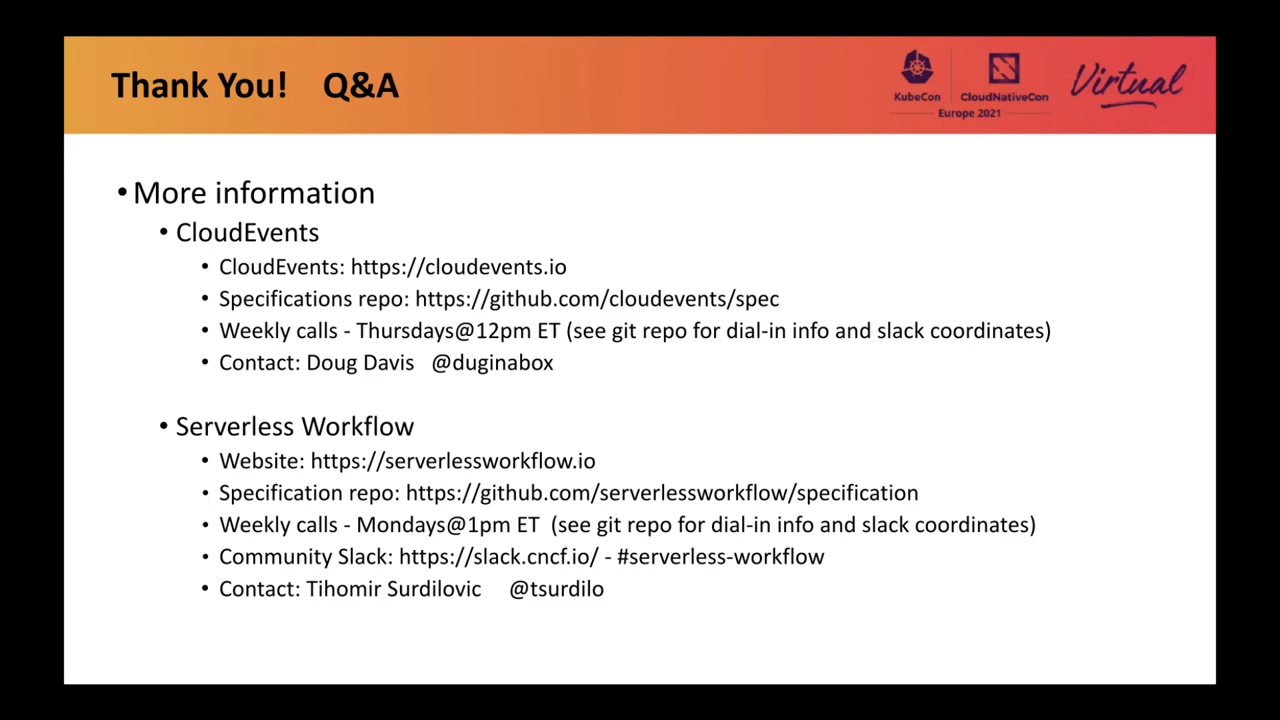 Thank You! Q&A
KubeCon
CloudNativeCon
Europe 2021
Virtual
• More information
• CloudEvents
• CloudEvents: https://cloudevents.io
• Specifications repo: https://github.com/cloudevents/spec
• Weekly calls - Thursdays@12pm ET (see git repo for dial-in info and slack coordinates)
• Contact: Doug Davis @duginabox
• Serverless Workflow
• Website: https://serverlessworkflow.io
• Specification repo: https://github.com/serverlessworkflow/specification
• Weekly calls - Mondays@1pm ET (see git repo for dial-in info and slack coordinates)
• Community Slack: https://slack.cncf.io/ - #serverless-workflow
• Contact: Tihomir Surdilovic @tsurdilo